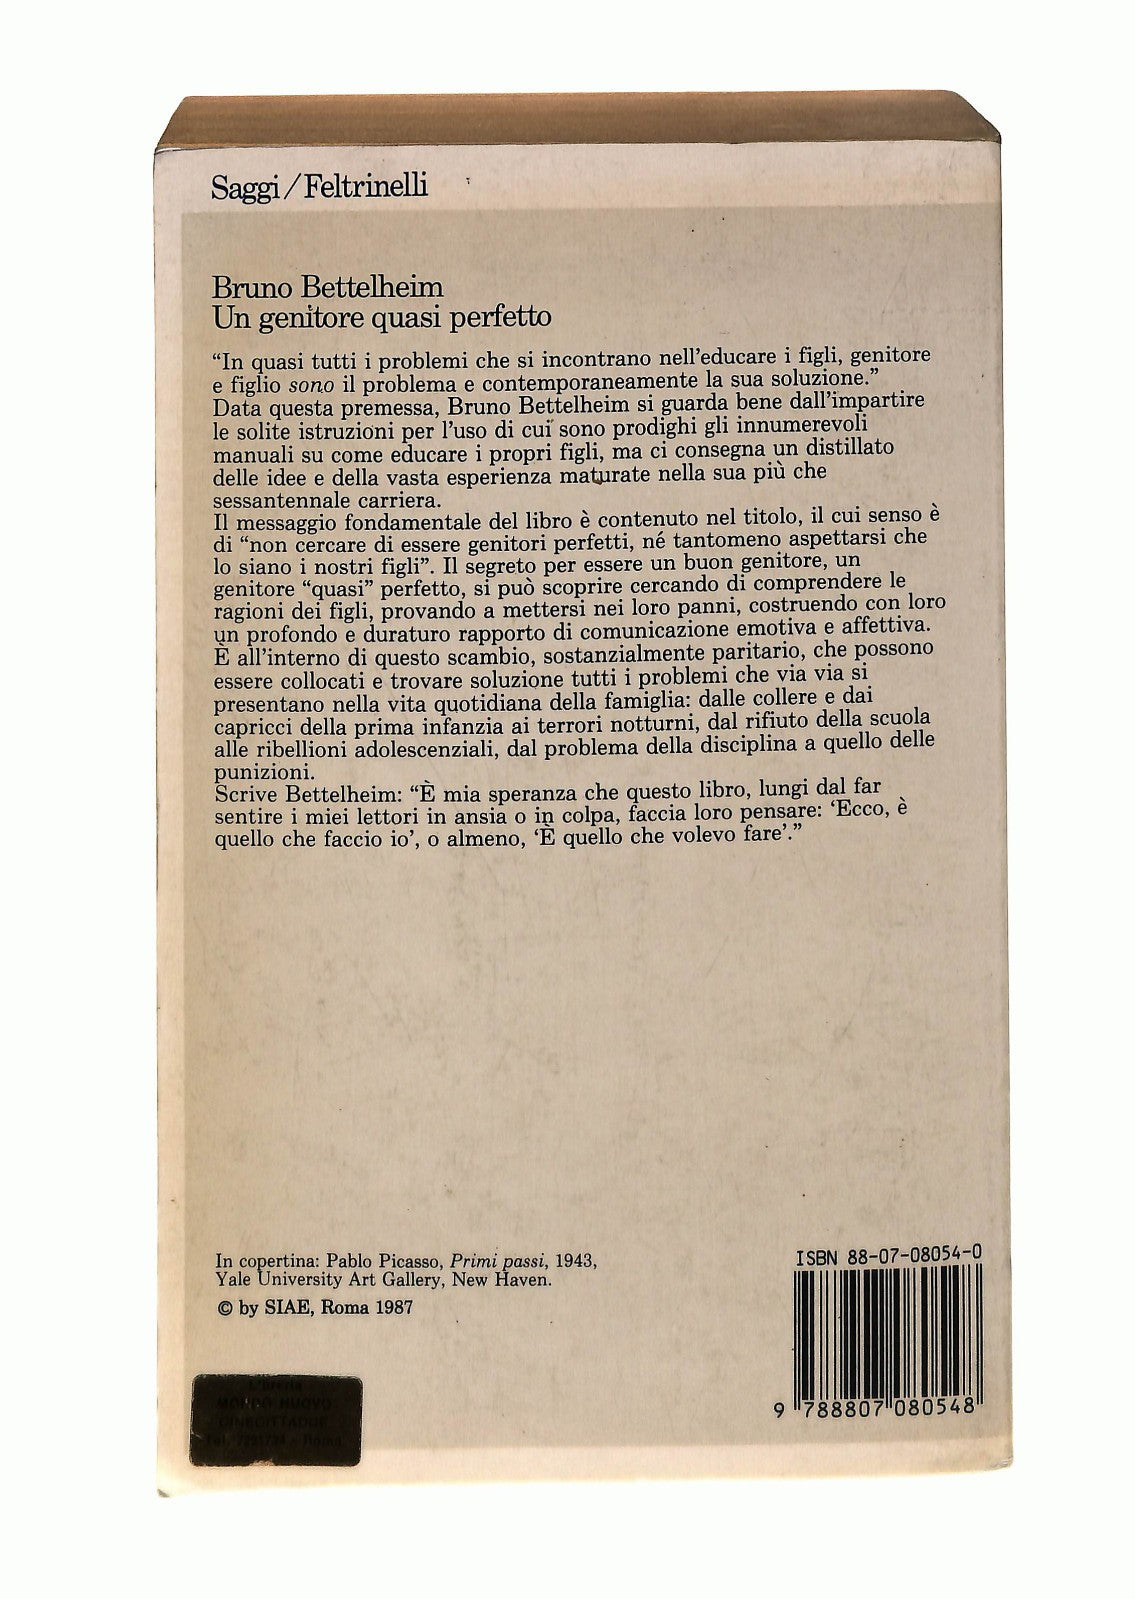 Saggi/Feltrinelli
Bruno Bettelheim
Un genitore quasi perfetto
“In quasi tutti i problemi che si incontrano nell’educare i figli, genitore
e figlio sono il problema e contemporaneamente la sua soluzione.”
Data questa premessa, Bruno Bettelheim si guarda bene dall’impartire
le solite istruzioni per l’uso di cui sono prodighi gli innumerevoli
manuali su come educare i propri figli, ma ci consegna un distillato
delle idee e della vasta esperienza maturate nella sua più che
sessantennale carriera.
Il messaggio fondamentale del libro è contenuto nel titolo, il cui senso è
di “non cercare di essere genitori perfetti, né tantomeno aspettarsi che
lo siano i nostri figli”. Il segreto per essere un buon genitore, un
genitore “quasi” perfetto, si può scoprire cercando di comprendere le
ragioni dei figli, provando a mettersi nei loro panni, costruendo con loro
un profondo e duraturo rapporto di comunicazione emotiva e affettiva.
È all’interno di questo scambio, sostanzialmente paritario, che possono
essere collocati e trovare soluzione tutti i problemi che via via si
presentano nella vita quotidiana della famiglia: dalle collere e dai
capricci della prima infanzia ai terrori notturni, dal rifiuto della scuola
alle ribellioni adolescenziali, dal problema della disciplina a quello delle
punizioni.
Scrive Bettelheim: “È mia speranza che questo libro, lungi dal far
sentire i miei lettori in ansia o in colpa, faccia loro pensare: ‘Ecco, è
quello che faccio io’, o almeno, ‘È quello che volevo fare’.”
In copertina: Pablo Picasso, Primi passi, 1943,
Yale University Art Gallery, New Haven.
© by SIAE, Roma 1987
ISBN 88-07-08054-0
9 788807 080548
MONDO NUOVO
CINECITTADUE